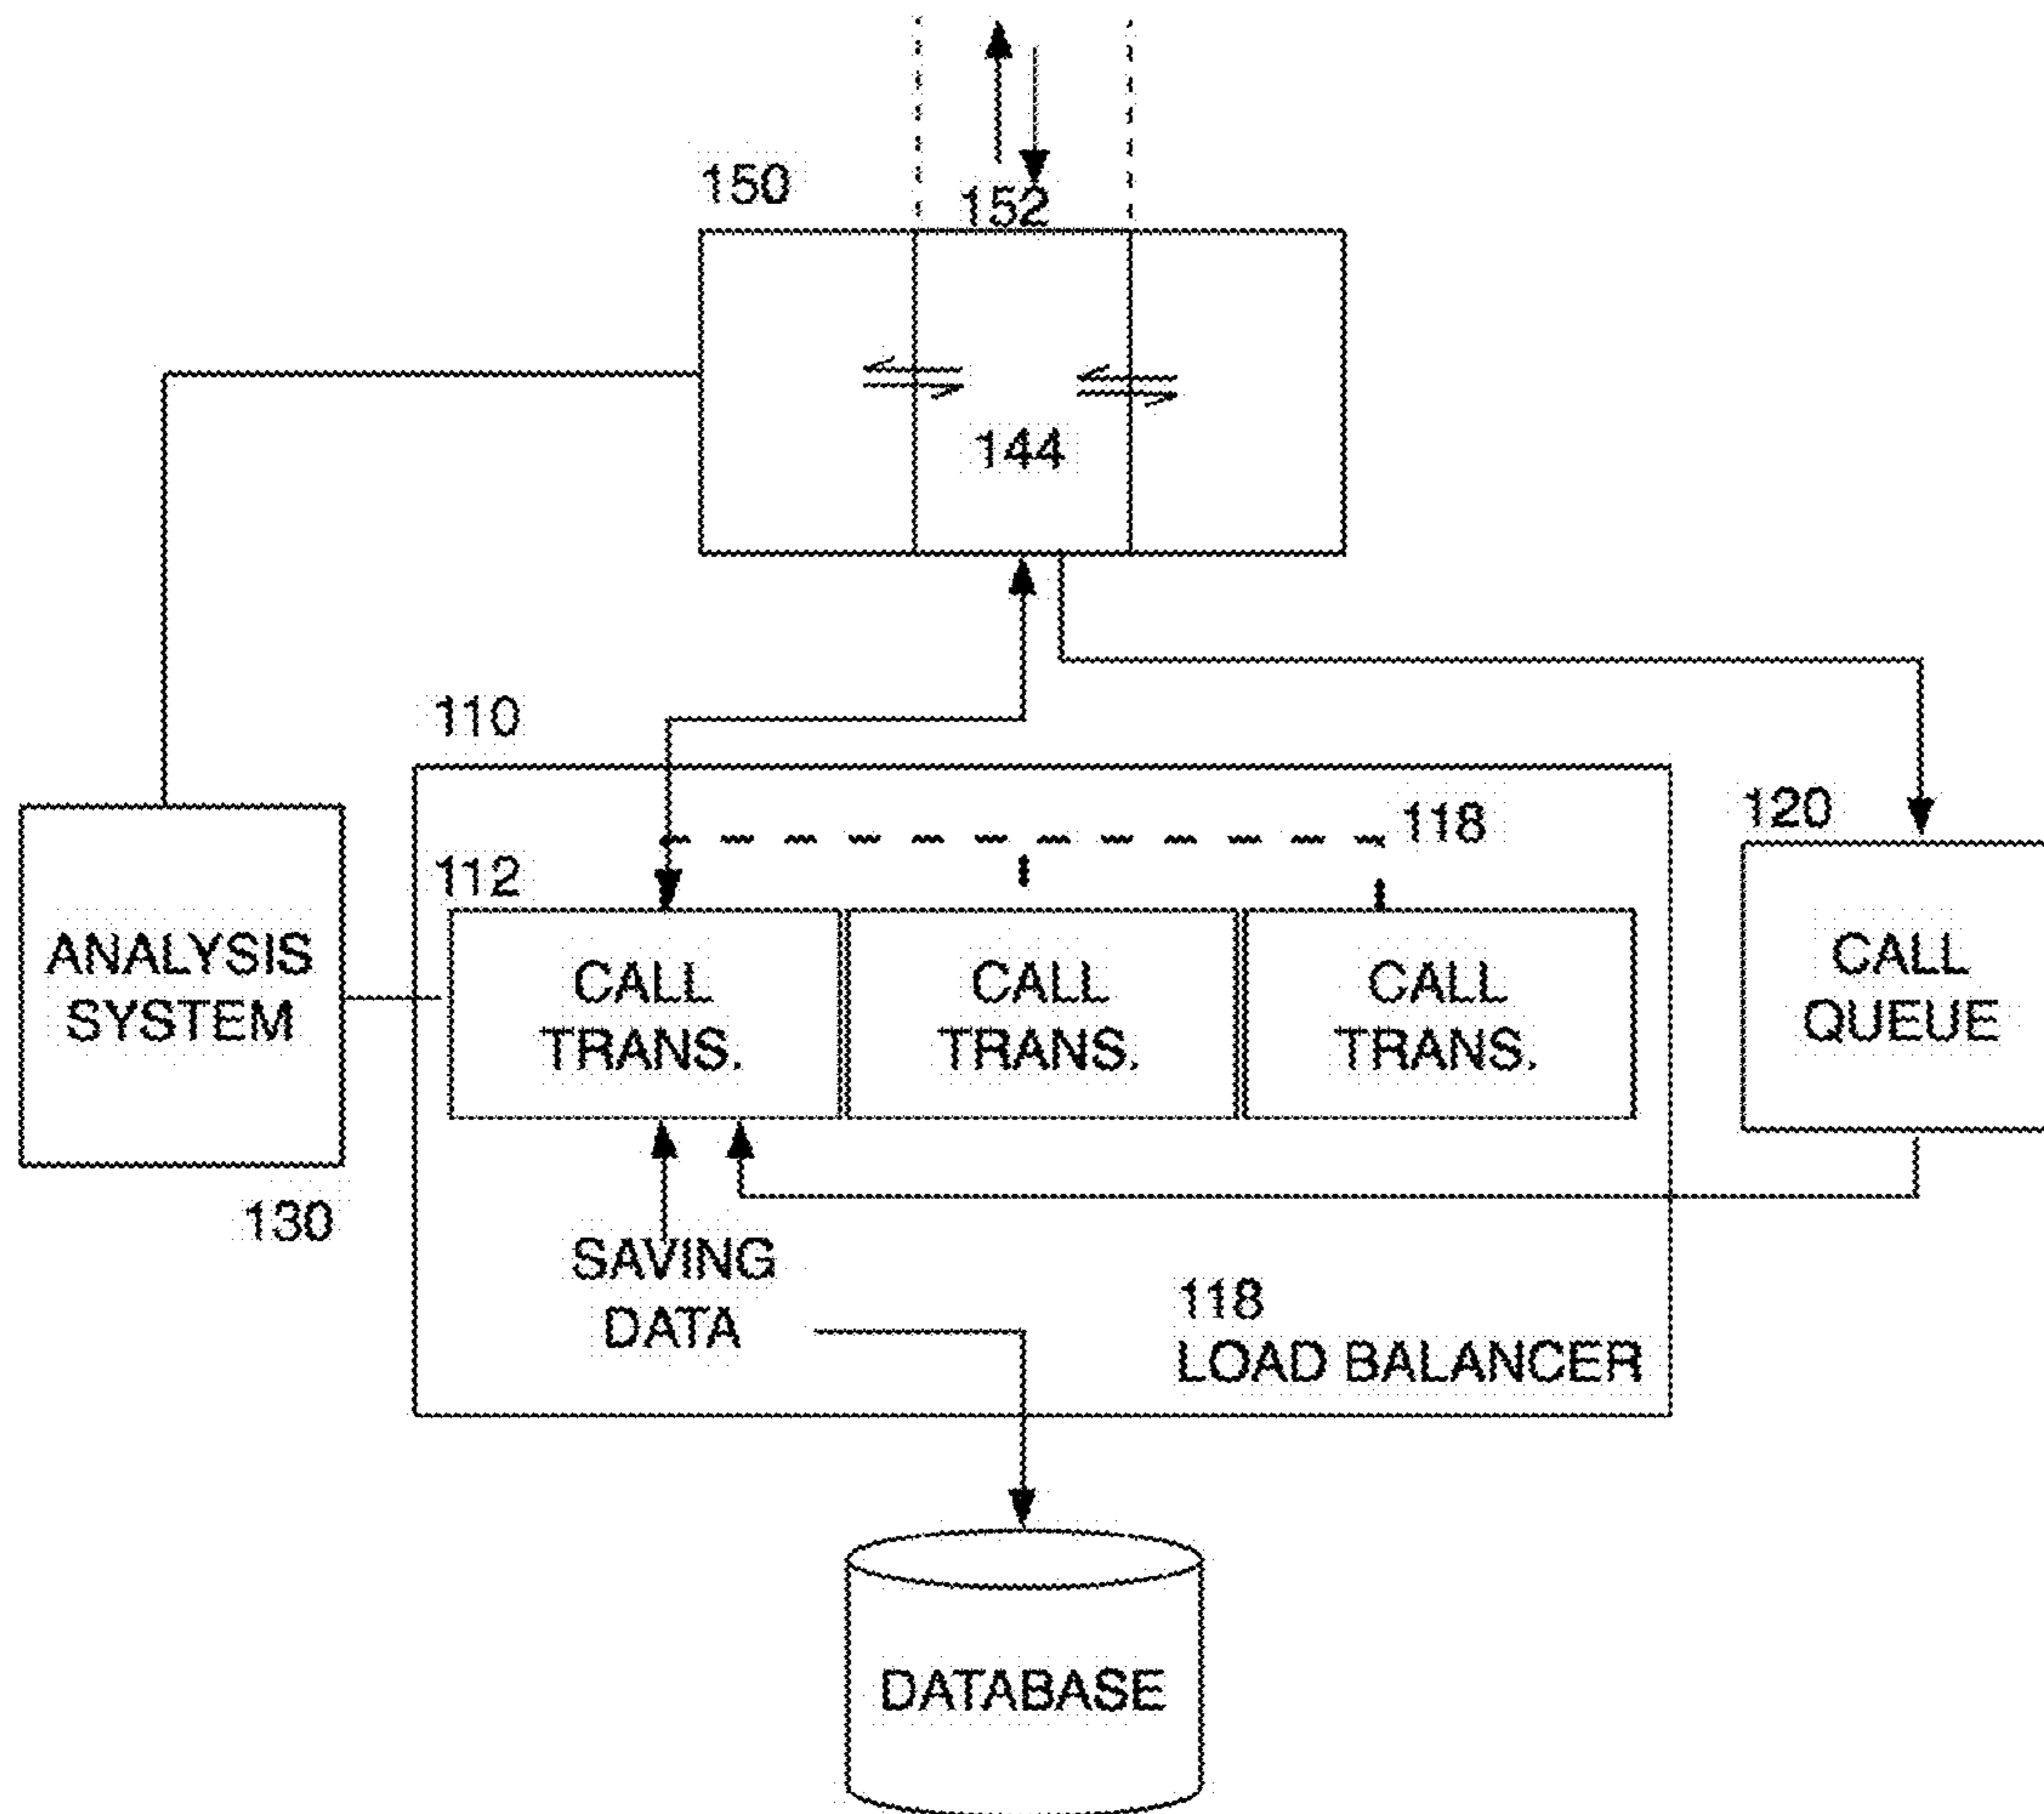 150
152
144
110
118
120
112
ANALYSIS
SYSTEM
CALL
TRANS.
CALL
TRANS.
CALL
TRANS.
CALL
QUEUE
130
SAVING
DATA
118
LOAD BALANCER
DATABASE